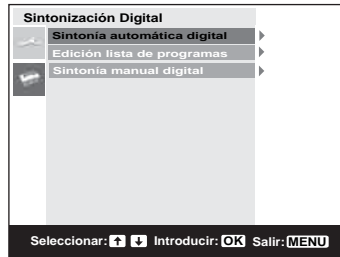 Sintonización Digital
Sintonía automática digital
Edición lista de programas
Sintonía manual digital
Seleccionar: ↑ ↓ Introducir: OK Salir: MENU